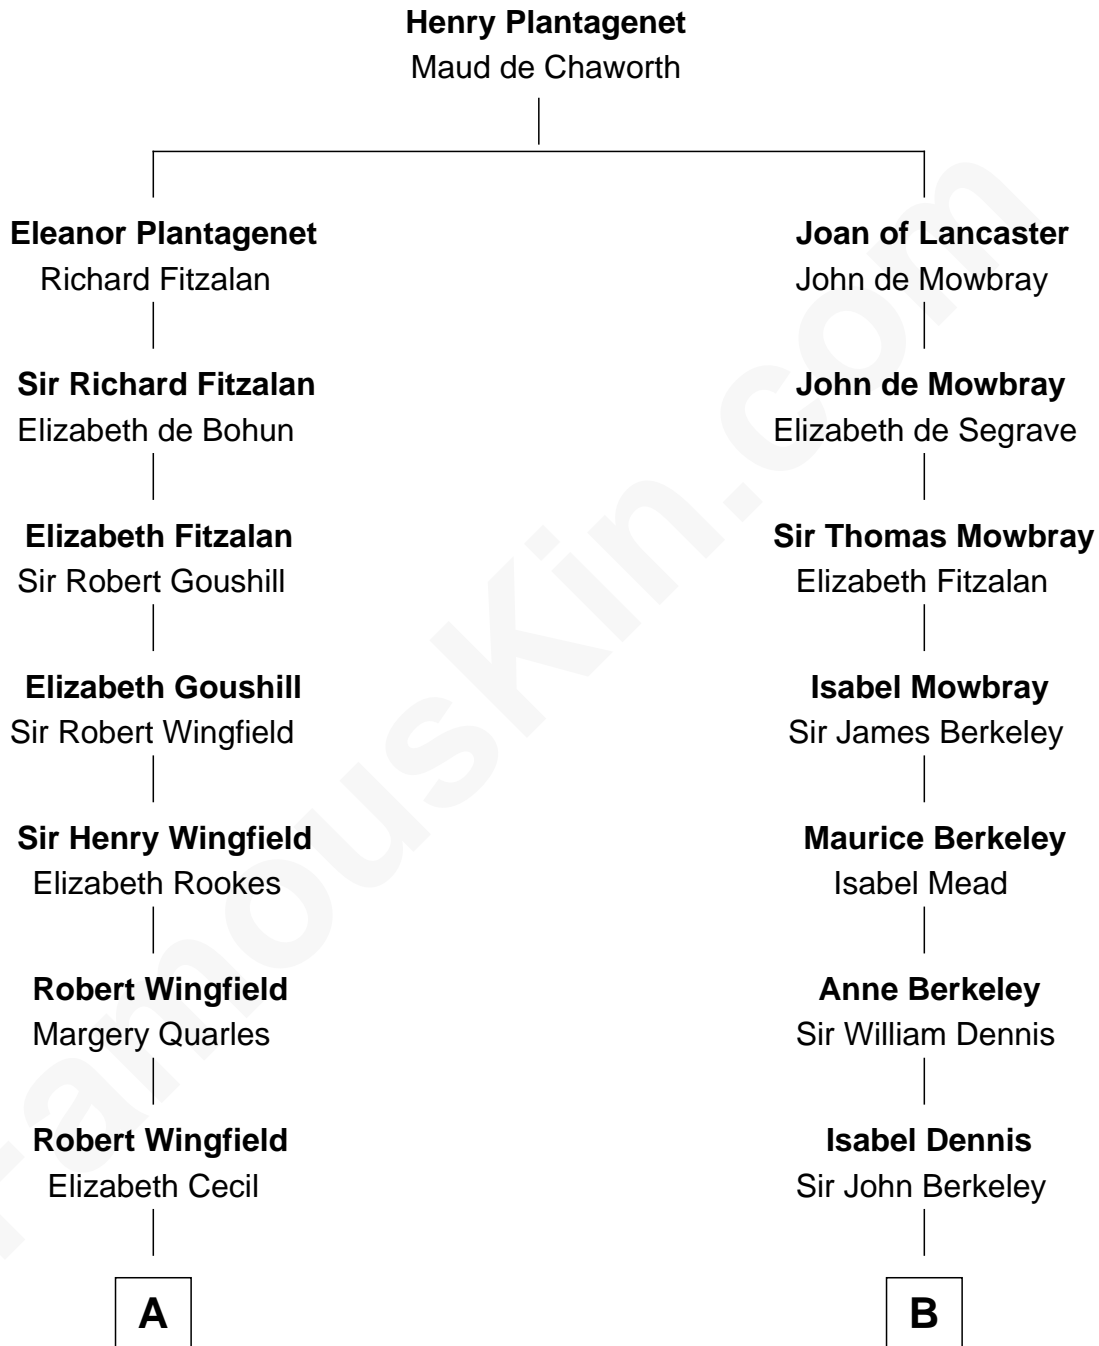 Henry Plantagenet
Maud de Chaworth
Eleanor Plantagenet
Richard Fitzalan
Joan of Lancaster
John de Mowbray
Sir Richard Fitzalan
Elizabeth de Bohun
John de Mowbray
Elizabeth de Segrave
Elizabeth Fitzalan
Sir Robert Goushill
Sir Thomas Mowbray
Elizabeth Fitzalan
Elizabeth Goushill
Sir Robert Wingfield
Isabel Mowbray
Sir James Berkeley
Sir Henry Wingfield
Elizabeth Rookes
Maurice Berkeley
Isabel Mead
Robert Wingfield
Margery Quarles
Anne Berkeley
Sir William Dennis
Robert Wingfield
Elizabeth Cecil
Isabel Dennis
Sir John Berkeley
A
B
FamousKin.com